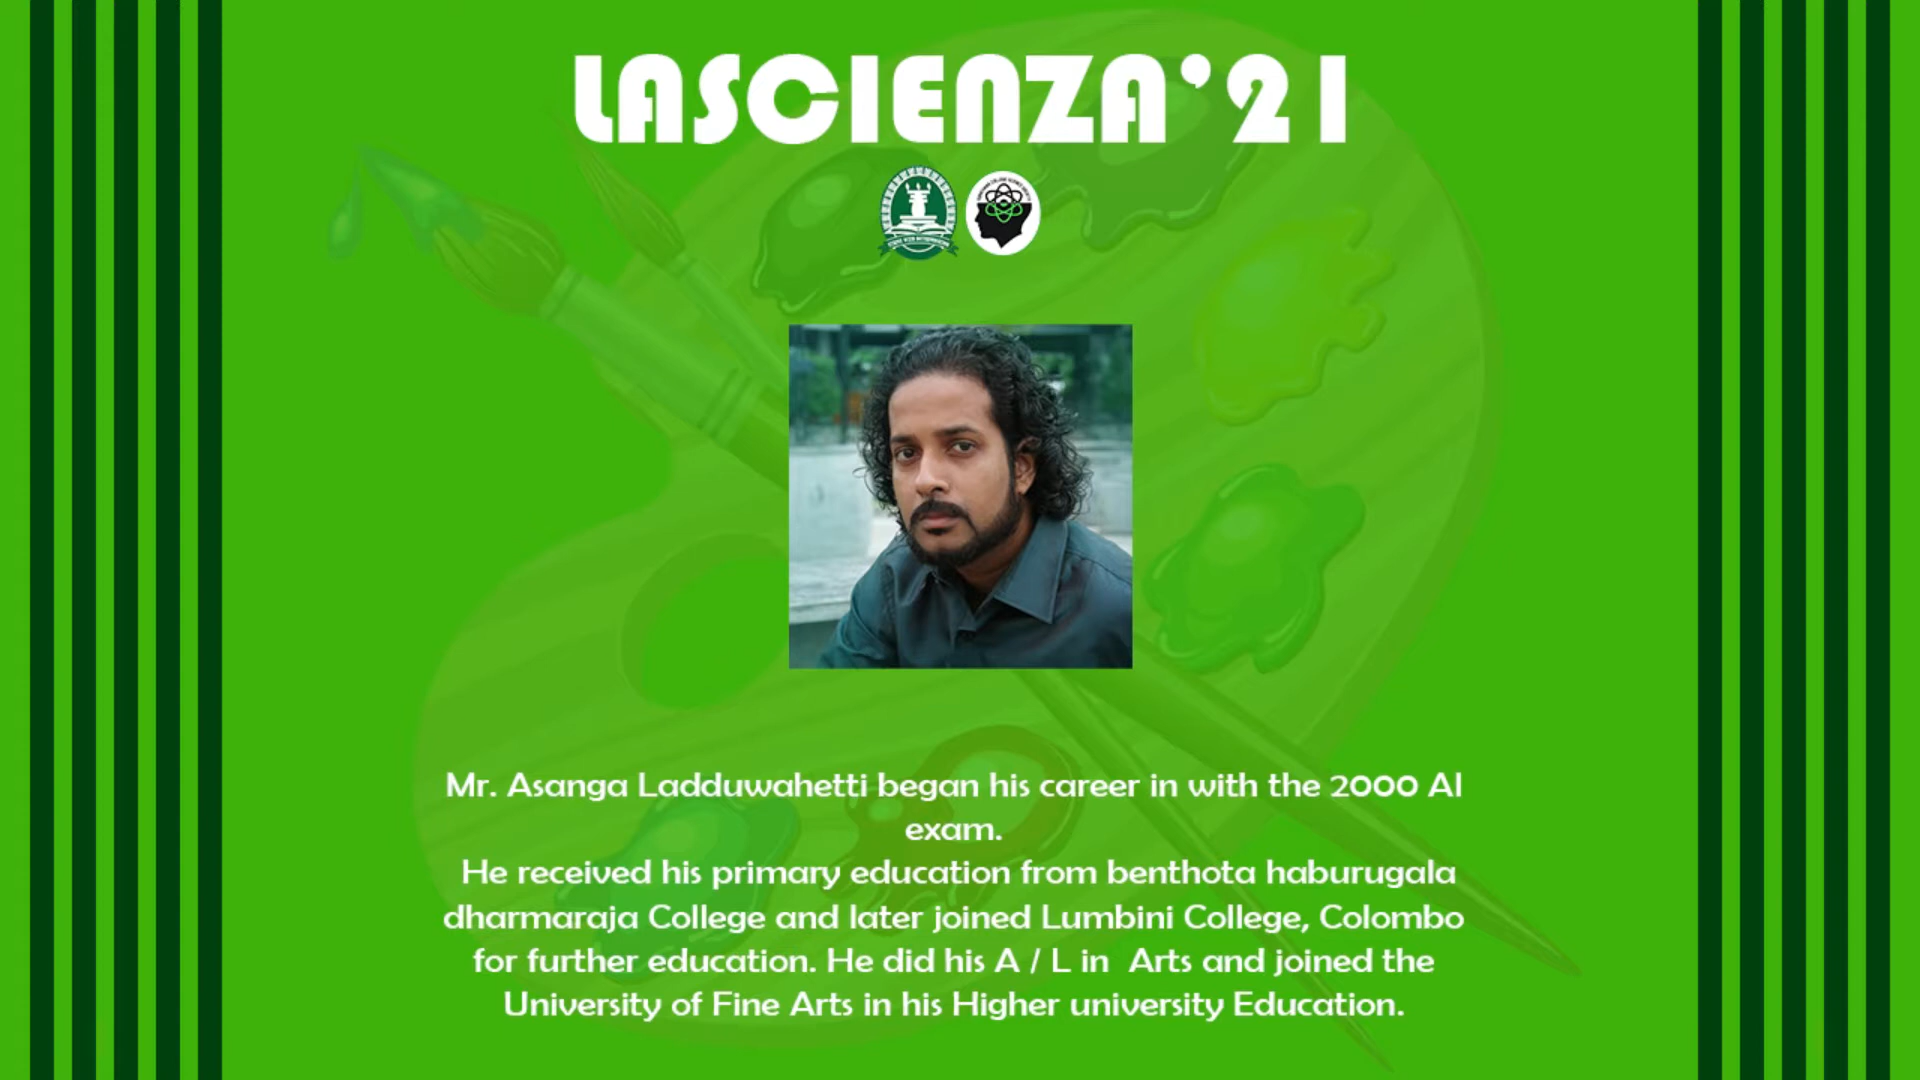 LASCIENZA’21
Mr. Asanga Ladduwahetti began his career in with the 2000 Al
exam.
He received his primary education from benthota haburugala
dharmaraja College and later joined Lumbini College, Colombo
for further education. He did his A / L in  Arts and joined the
University of Fine Arts in his Higher university Education.